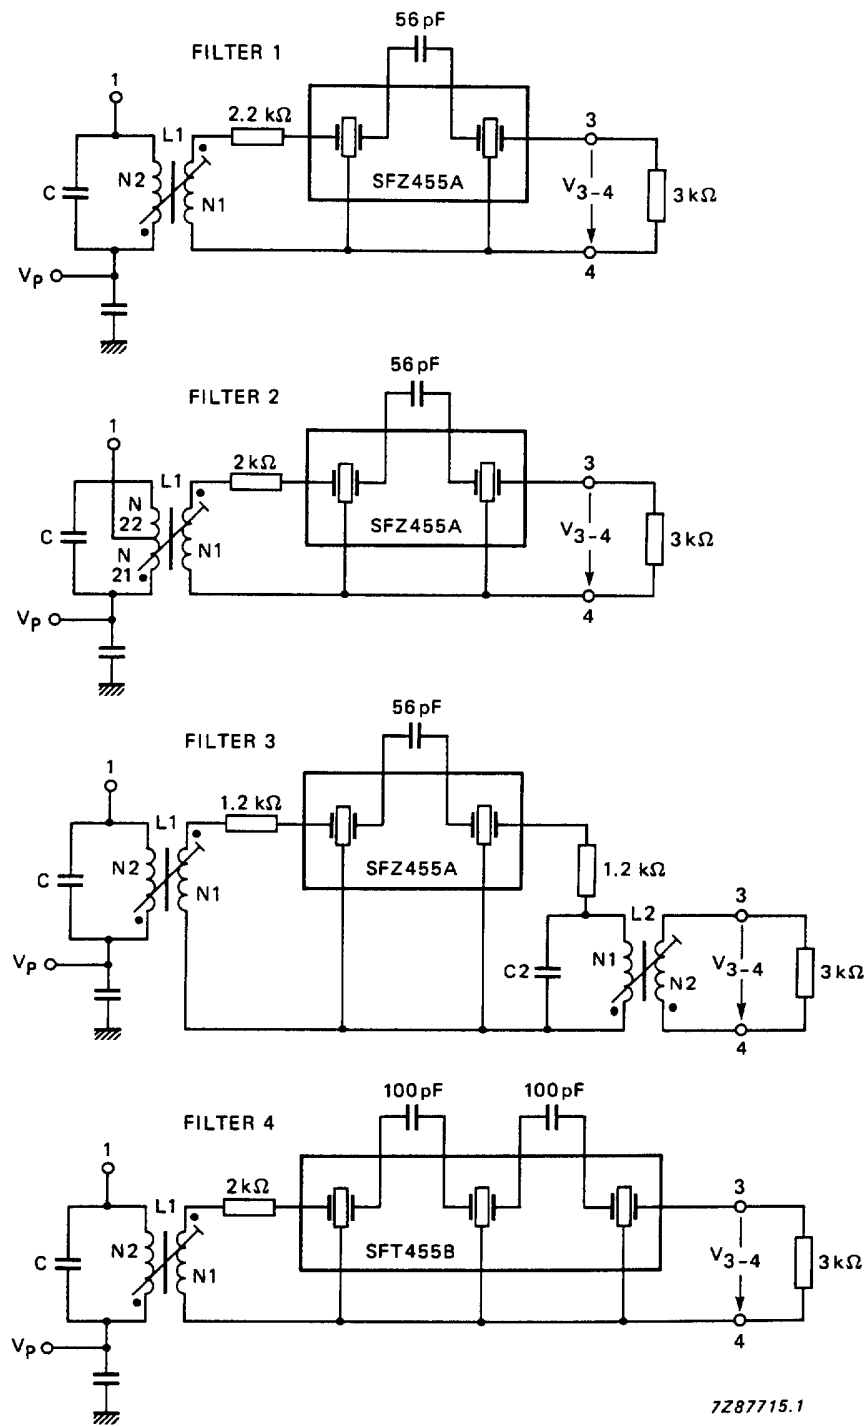 56 pF
FILTER 1
1
L1
2.2 kΩ
3
C
N2
N1
SFZ455A
V3-4
3 kΩ
VP
4
56 pF
FILTER 2
1
L1
2 kΩ
3
N
22
C
N
21
N1
SFZ455A
V3-4
3 kΩ
VP
4
56 pF
FILTER 3
1
L1
1.2 kΩ
C
N2
N1
SFZ455A
1.2 kΩ
L2
3
VP
C2
N1
N2
V3-4
3 kΩ
4
100 pF
100 pF
FILTER 4
1
L1
2 kΩ
3
C
N2
N1
SFT455B
V3-4
3 kΩ
VP
4
7Z87715.1